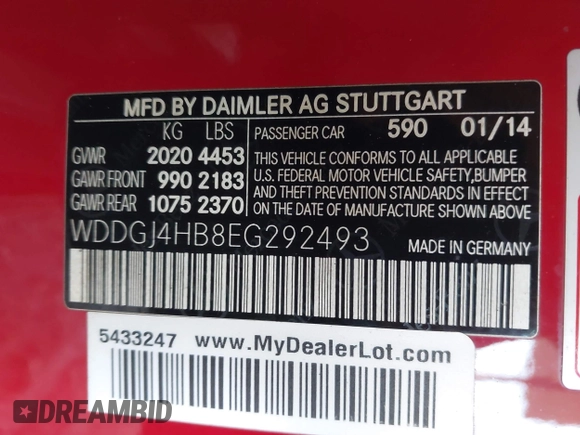 MFD BY DAIMLER AG STUTTGART
KG LBS PASSENGER CAR 590 01/14
GVWR 2020 4453
GAWR FRONT 990 2183
GAWR REAR 1075 2370
THIS VEHICLE CONFORMS TO ALL APPLICABLE
U.S. FEDERAL MOTOR VEHICLE SAFETY, BUMPER
AND THEFT PREVENTION STANDARDS IN EFFECT
ON THE DATE OF MANUFACTURE SHOWN ABOVE.
WDDGJ4HB8EG292493 MADE IN GERMANY
5433247 www.MyDealerLot.com
DREAMBID